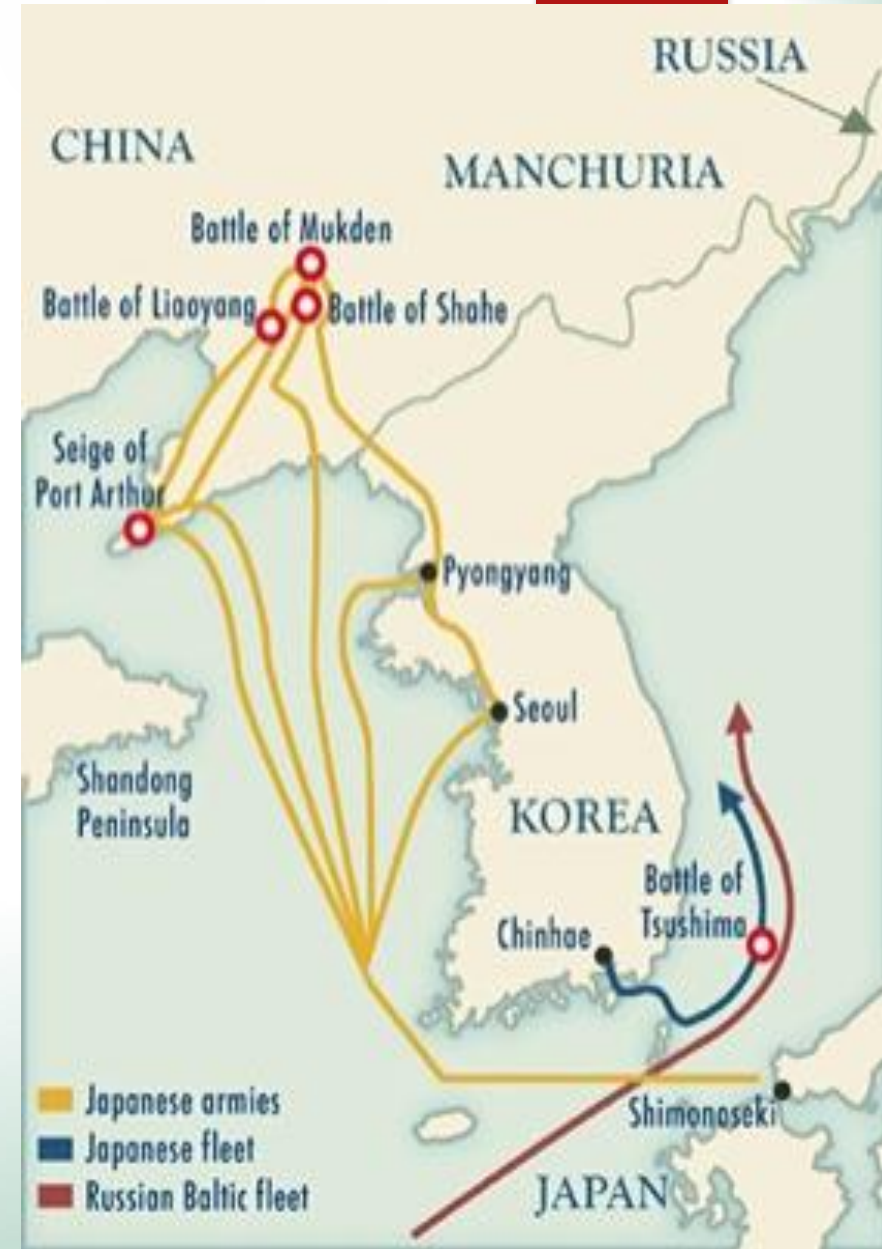 RUSSIA
CHINA
MANCHURIA
Battle of Mukden
Battle of Liaoyang
Battle of Shahe
Seige of
Port Arthur
Pyongyang
Seoul
Shandong
Peninsula
KOREA
Battle of
Tsushima
Chinhae
Japanese armies
Shimonoseki
Japanese fleet
Russian Baltic fleet
JAPAN